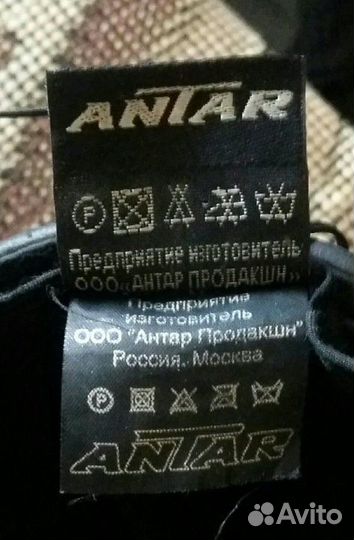 ANTAR
P
Предприятие изготовитель
ООО "АНТАР ПРОДАКШН"
Предприятие
изготовитель
ООО "Антар Продакшн"
Россия. Москва
P
ANTAR
Avito